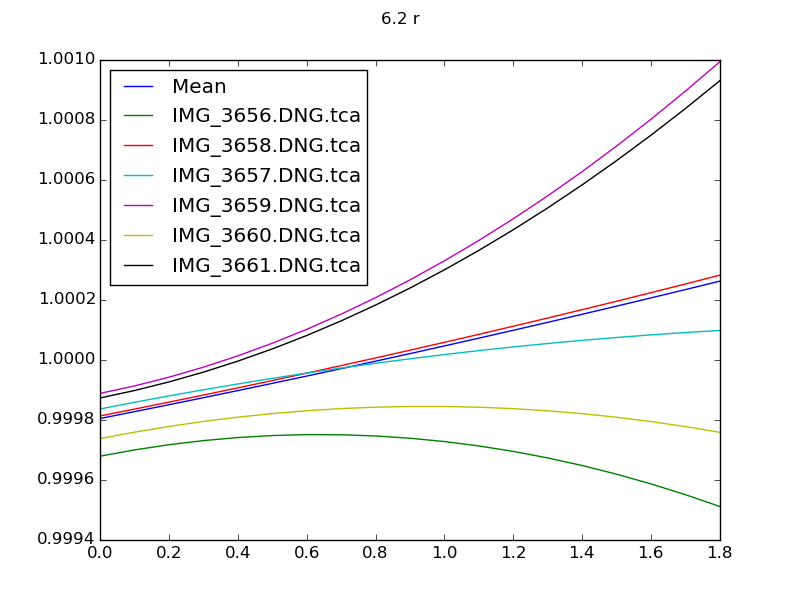 6.2 r
1.0010
1.0008
1.0006
1.0004
1.0002
1.0000
0.9998
0.9996
0.9994
Mean
IMG_3656.DNG.tca
IMG_3658.DNG.tca
IMG_3657.DNG.tca
IMG_3659.DNG.tca
IMG_3660.DNG.tca
IMG_3661.DNG.tca
0.0 0.2 0.4 0.6 0.8 1.0 1.2 1.4 1.6 1.8